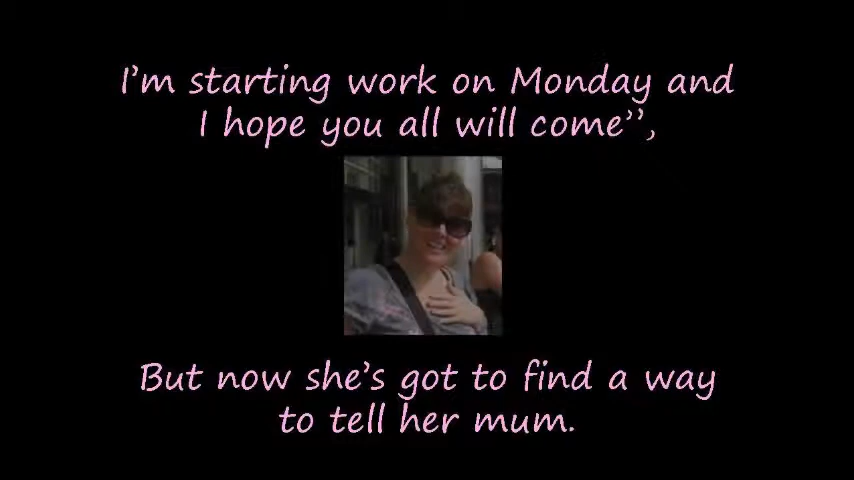 I'm starting work on Monday and
I hope you all will come”,
But now she's got to find a way
to tell her mum.